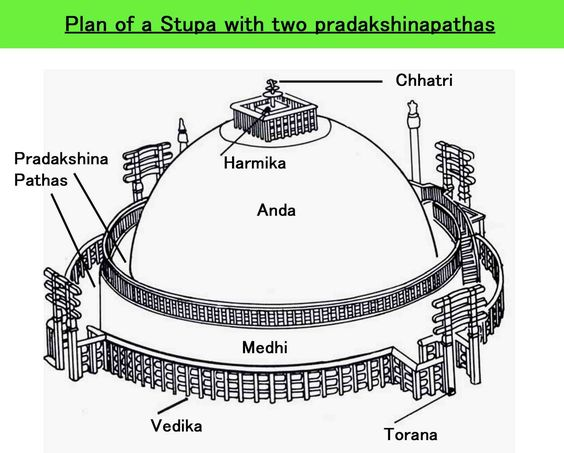 Plan of a Stupa with two pradakshinapathas
Chhatri
Pradakshina
Pathas
Harmika
Anda
Medhi
Vedika
Torana